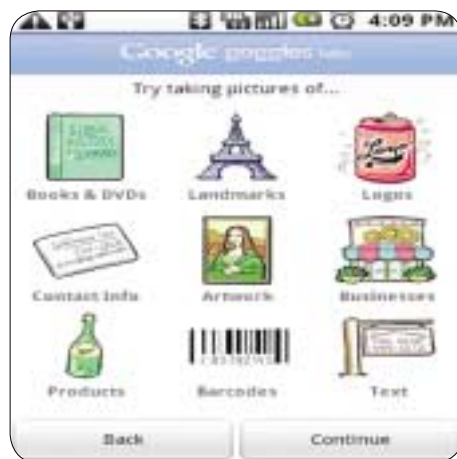 4:09 PM
Google goggles labs
Try taking pictures of...
Books & DVDs Landmarks Logos
Contact Info Artwork Businesses
Products Barcodes Text
Back Continue